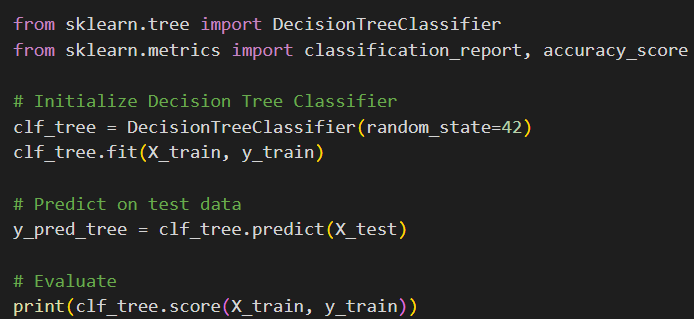 from sklearn.tree import DecisionTreeClassifier
from sklearn.metrics import classification_report, accuracy_score
# Initialize Decision Tree Classifier
clf_tree = DecisionTreeClassifier(random_state=42)
clf_tree.fit(X_train, y_train)
# Predict on test data
y_pred_tree = clf_tree.predict(X_test)
# Evaluate
print(clf_tree.score(X_train, y_train))